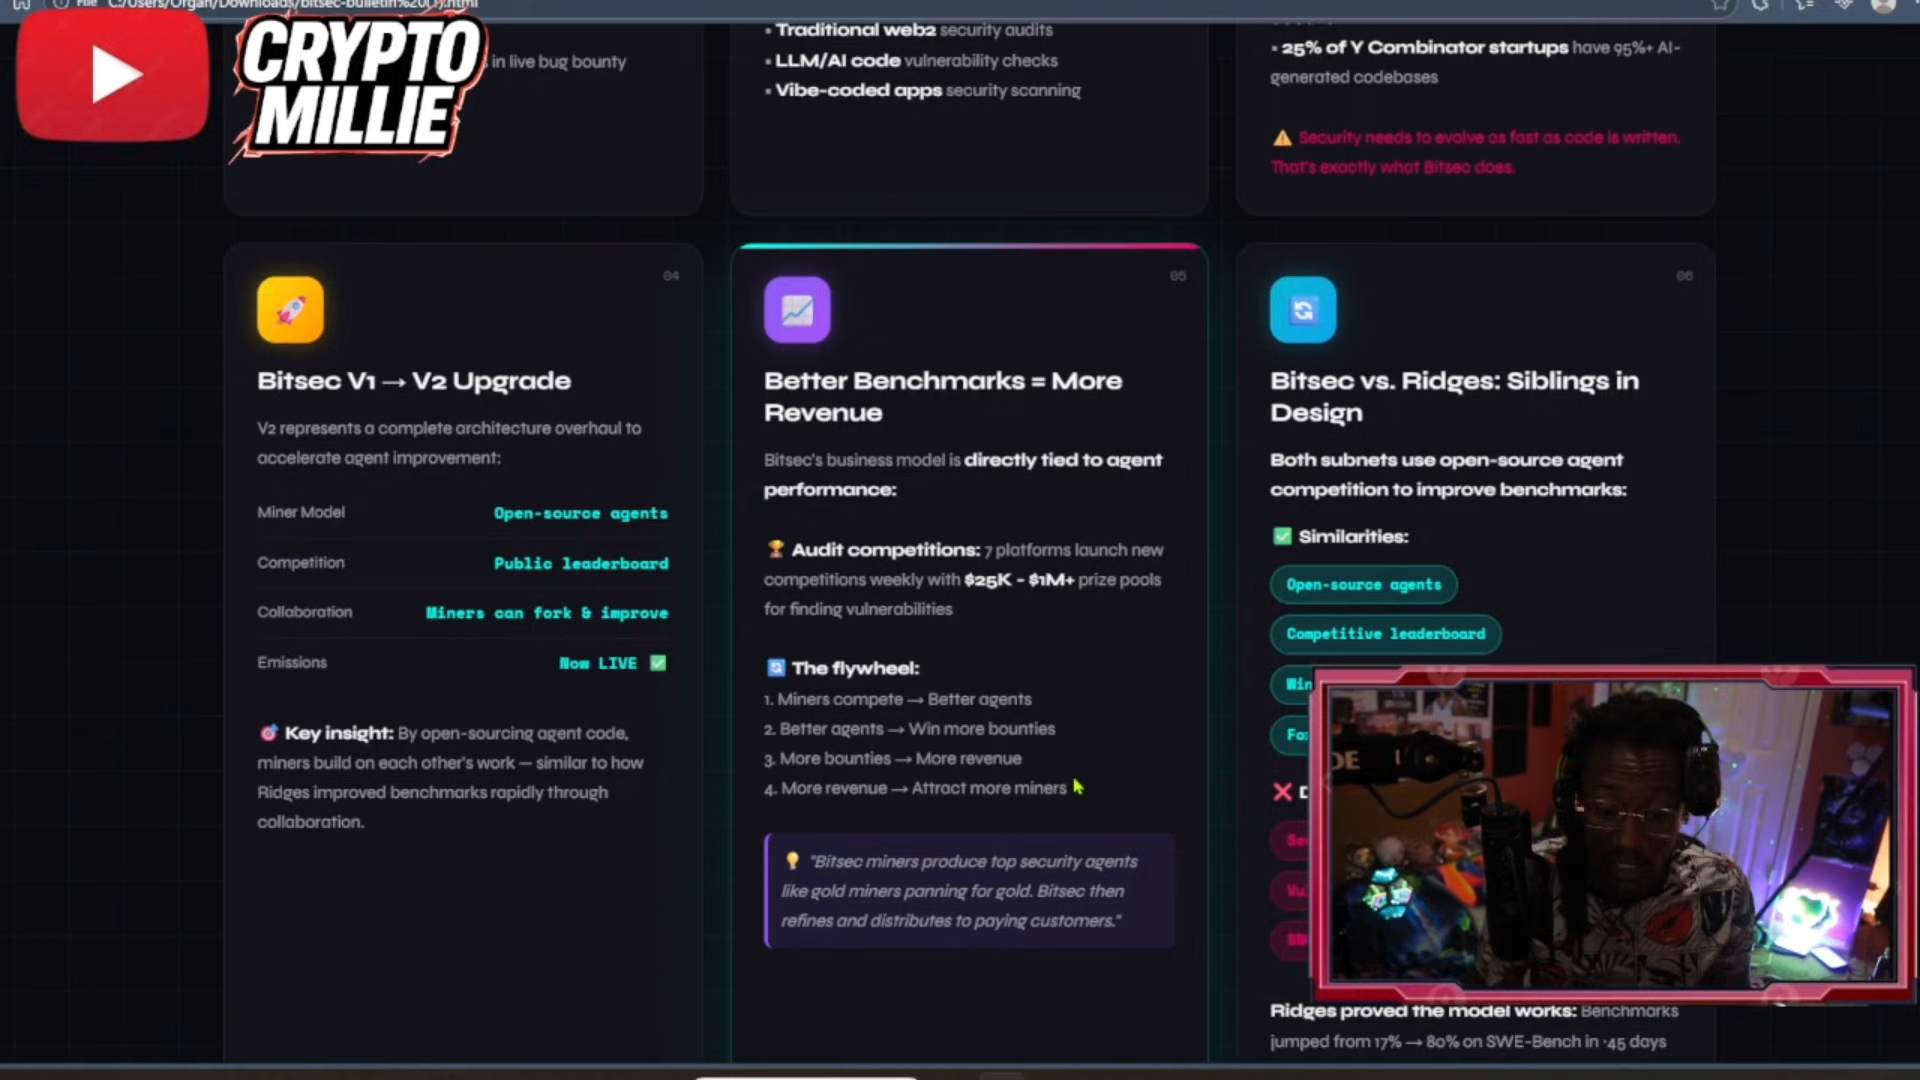 File C:/Users/Organ/Downloads/bitsec-bulletin%20(1).html
CRYPTO
MILLIE
in live bug bounty
▪ Traditional web2 security audits
▪ LLM/AI code vulnerability checks
▪ Vibe-coded apps security scanning
▪ 25% of Y Combinator startups have 95%+ AI-
generated codebases
⚠️ Security needs to evolve as fast as code is written.
That's exactly what Bitsec does.
04
Bitsec V1 → V2 Upgrade
V2 represents a complete architecture overhaul to
accelerate agent improvement:
Miner Model Open-source agents
Competition Public leaderboard
Collaboration Miners can fork & improve
Emissions Now LIVE ✅
🎯 Key insight: By open-sourcing agent code,
miners build on each other's work — similar to how
Ridges improved benchmarks rapidly through
collaboration.
05
Better Benchmarks = More
Revenue
Bitsec's business model is directly tied to agent
performance:
🏆 Audit competitions: 7 platforms launch new
competitions weekly with $25K - $1M+ prize pools
for finding vulnerabilities
🔄 The flywheel:
1. Miners compete → Better agents
2. Better agents → Win more bounties
3. More bounties → More revenue
4. More revenue → Attract more miners
💡 "Bitsec miners produce top security agents
like gold miners panning for gold. Bitsec then
refines and distributes to paying customers."
06
Bitsec vs. Ridges: Siblings in
Design
Both subnets use open-source agent
competition to improve benchmarks:
✅ Similarities:
Open-source agents
Competitive leaderboard
Ridges proved the model works: Benchmarks
jumped from 17% → 80% on SWE-Bench in ~45 days